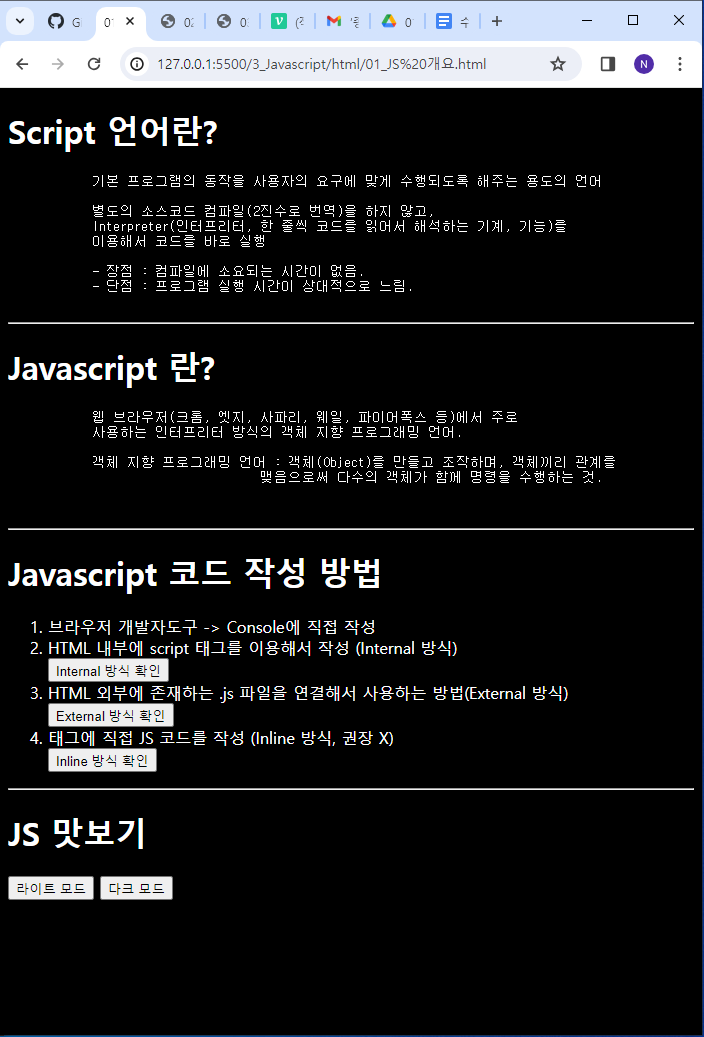 127.0.0.1:5500/3_Javascript/html/01_JS%20개요.html
N
Script 언어란?
기본 프로그램의 동작을 사용자의 요구에 맞게 수행되도록 해주는 용도의 언어
별도의 소스코드 컴파일(2진수로 번역)을 하지 않고,
Interpreter(인터프리터, 한 줄씩 코드를 읽어서 해석하는 기계, 기능)를
이용해서 코드를 바로 실행
- 장점 : 컴파일에 소요되는 시간이 없음.
- 단점 : 프로그램 실행 시간이 상대적으로 느림.
Javascript 란?
웹 브라우저(크롬, 엣지, 사파리, 웨일, 파이어폭스 등)에서 주로
사용하는 인터프리터 방식의 객체 지향 프로그래밍 언어.
객체 지향 프로그래밍 언어 : 객체(Object)를 만들고 조작하며, 객체끼리 관계를
맺음으로써 다수의 객체가 함께 명령을 수행하는 것.
Javascript 코드 작성 방법
1. 브라우저 개발자도구 -> Console에 직접 작성
2. HTML 내부에 script 태그를 이용해서 작성 (Internal 방식)
Internal 방식 확인
3. HTML 외부에 존재하는 .js 파일을 연결해서 사용하는 방법(External 방식)
External 방식 확인
4. 태그에 직접 JS 코드를 작성 (Inline 방식, 권장 X)
Inline 방식 확인
JS 맛보기
라이트 모드 다크 모드